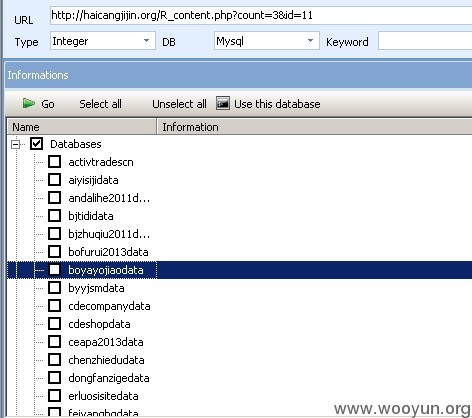 URL http://haicangjijin.org/R_content.php?count=3&id=11
Type Integer DB Mysql Keyword
Informations
Go Select all Unselect all Use this database
Name Information
Databases
activtradescn
aiyisijidata
andalihe2011d...
bjtididata
bjzhuqiu2011d...
bofurui2013data
boyayojiaodata
byyjsmdata
cdecompanydata
cdeshopdata
ceapa2013data
chenzhiedudata
dongfanzigedata
erluosisitedata
www.wooyun.org